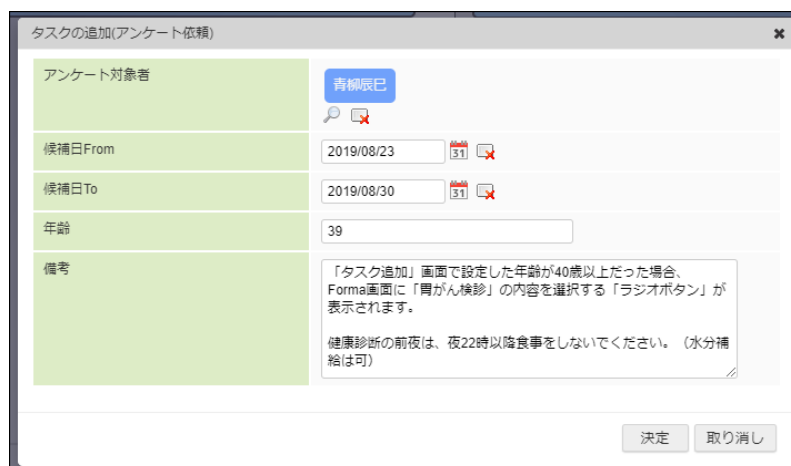 タスクの追加(アンケート依頼)
アンケート対象者
青柳辰巳
候補日From
2019/08/23
31
候補日To
2019/08/30
31
年齢
39
備考
「タスク追加」画面で設定した年齢が40歳以上だった場合、
Forma画面に「胃がん検診」の内容を選択する「ラジオボタン」が
表示されます。
健康診断の前夜は、夜22時以降食事をしないでください。（水分補
給は可）
決定
取り消し